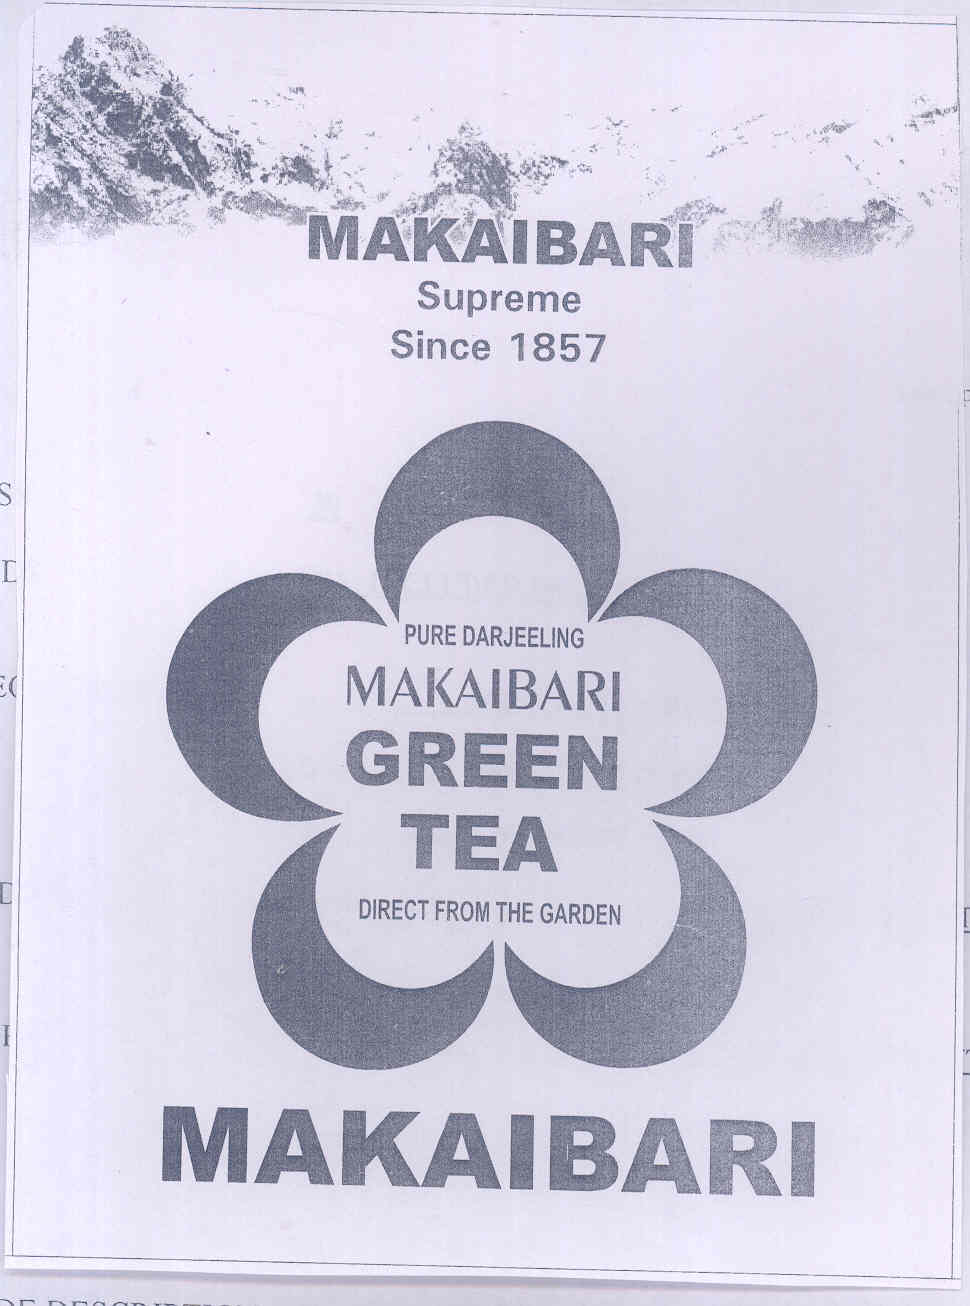 MAKAIBARI
Supreme
Since 1857
PURE DARJEELING
MAKAIBARI
GREEN
TEA
DIRECT FROM THE GARDEN
MAKAIBARI